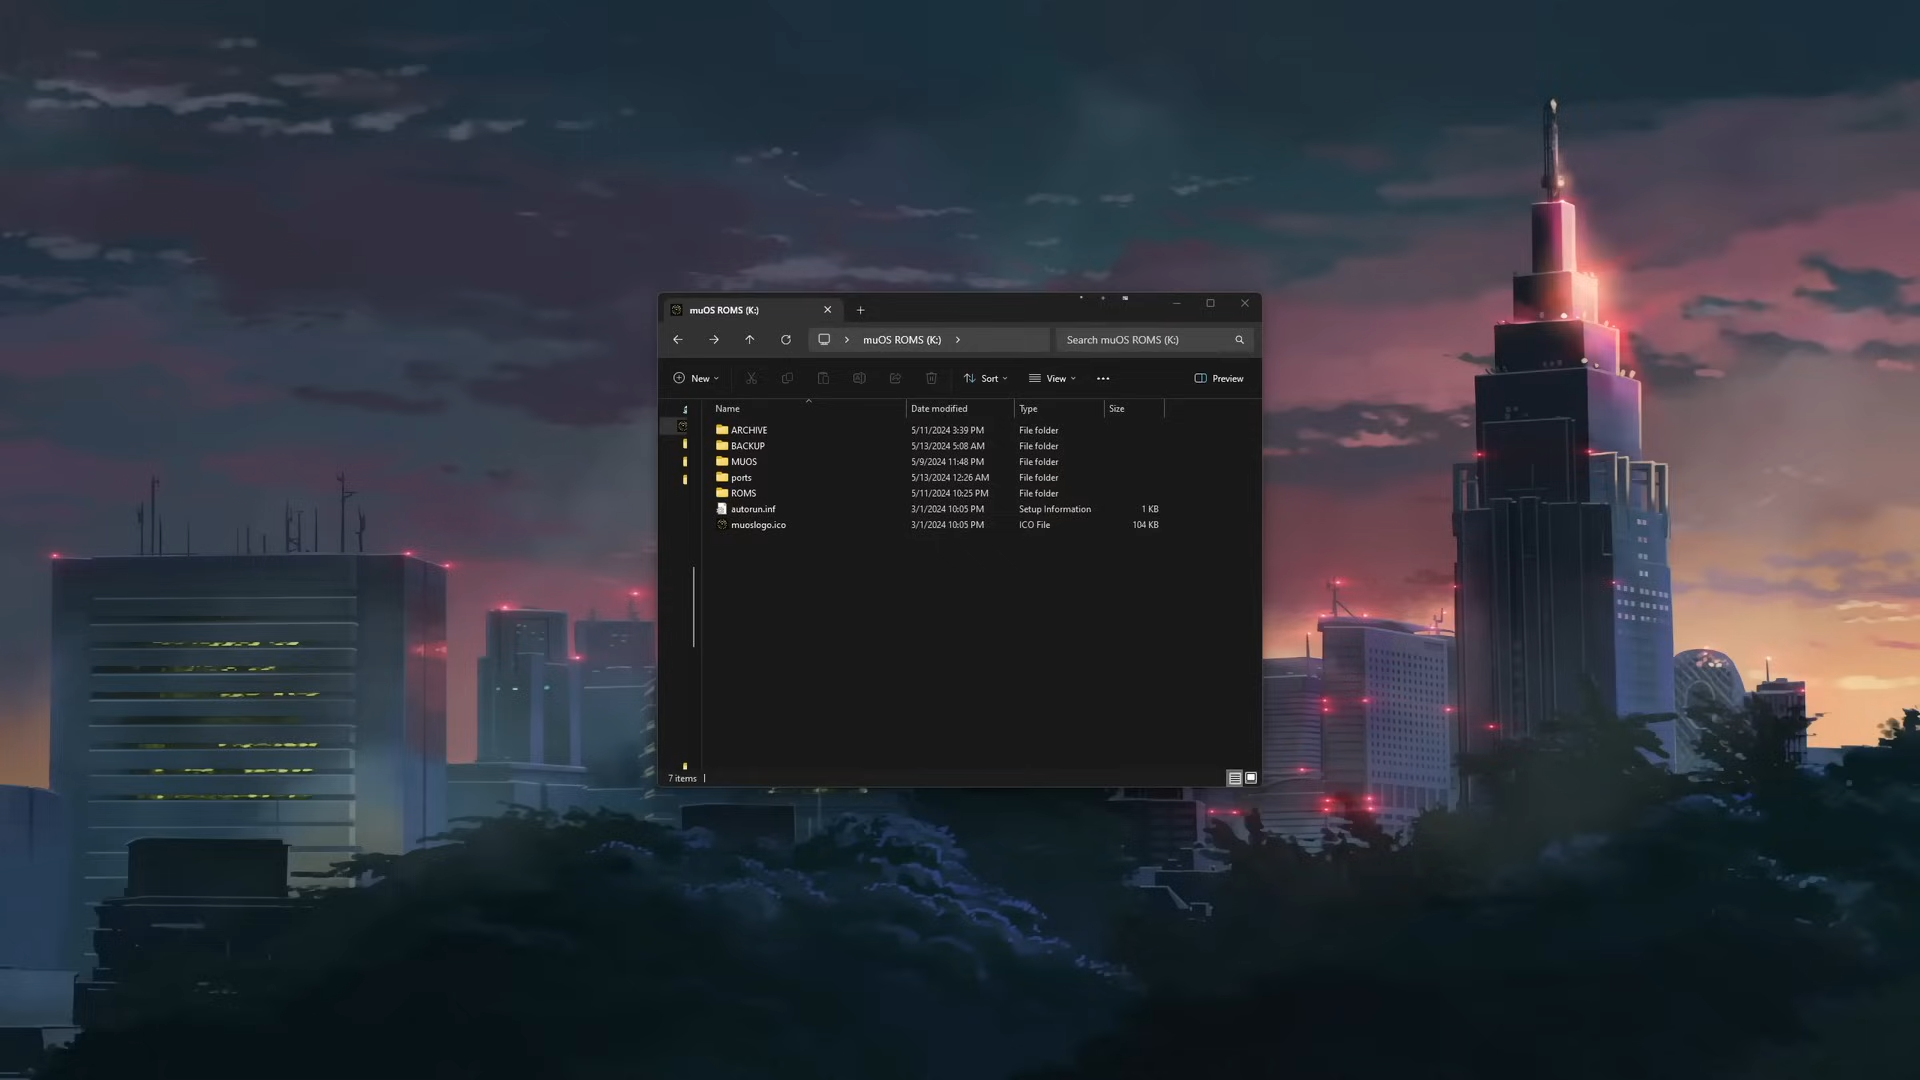 muOS ROMS (K:)
muOS ROMS (K:)
Search muOS ROMS (K:)
New
Sort
View
Preview
Name Date modified Type Size
ARCHIVE 5/11/2024 3:39 PM File folder
BACKUP 5/13/2024 5:08 AM File folder
MUOS 5/9/2024 11:48 PM File folder
ports 5/13/2024 12:26 AM File folder
ROMS 5/11/2024 10:25 PM File folder
autorun.inf 3/1/2024 10:05 PM Setup Information 1 KB
muoslogo.ico 3/1/2024 10:05 PM ICO File 104 KB
7 items